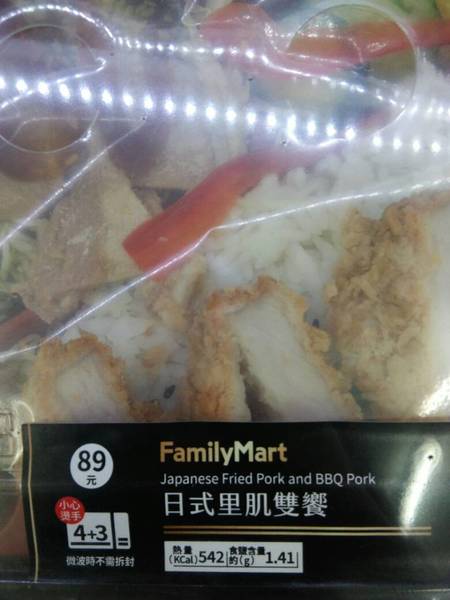 89
元
FamilyMart
Japanese Fried Pork and BBQ Pork
日式里肌雙饗
小心
燙手
4+3
微波時不需拆封
熱量
(KCal) 542
食鹽含量
約(g) 1.41